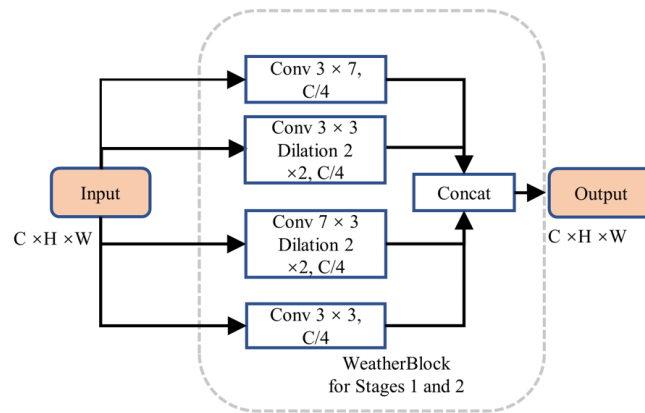 Conv 3 × 7,
C/4
Conv 3 × 3
Dilation 2
×2, C/4
Input
C ×H ×W
Concat
Output
C ×H ×W
Conv 7 × 3
Dilation 2
×2, C/4
Conv 3 × 3,
C/4
WeatherBlock
for Stages 1 and 2